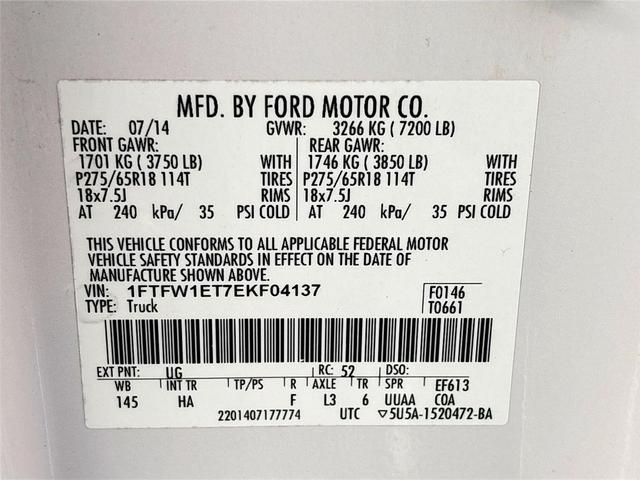 MFD. BY FORD MOTOR CO.
DATE: 07/14 GVWR: 3266 KG ( 7200 LB)
FRONT GAWR: REAR GAWR:
1701 KG ( 3750 LB) WITH 1746 KG ( 3850 LB) WITH
P275/65R18 114T TIRES P275/65R18 114T TIRES
18x7.5J RIMS 18x7.5J RIMS
AT 240 kPa/ 35 PSI COLD AT 240 kPa/ 35 PSI COLD
THIS VEHICLE CONFORMS TO ALL APPLICABLE FEDERAL MOTOR
VEHICLE SAFETY STANDARDS IN EFFECT ON THE DATE OF
MANUFACTURE SHOWN ABOVE.
VIN: 1FTFW1ET7EKF04137 F0146
TYPE: Truck T0661
EXT PNT: UG RC: 52 DSO:
WB INT TR TP/PS R AXLE TR SPR EF613
145 HA F L3 6 UUAA COA
2201407177774 UTC ▽5U5A-1520472-BA